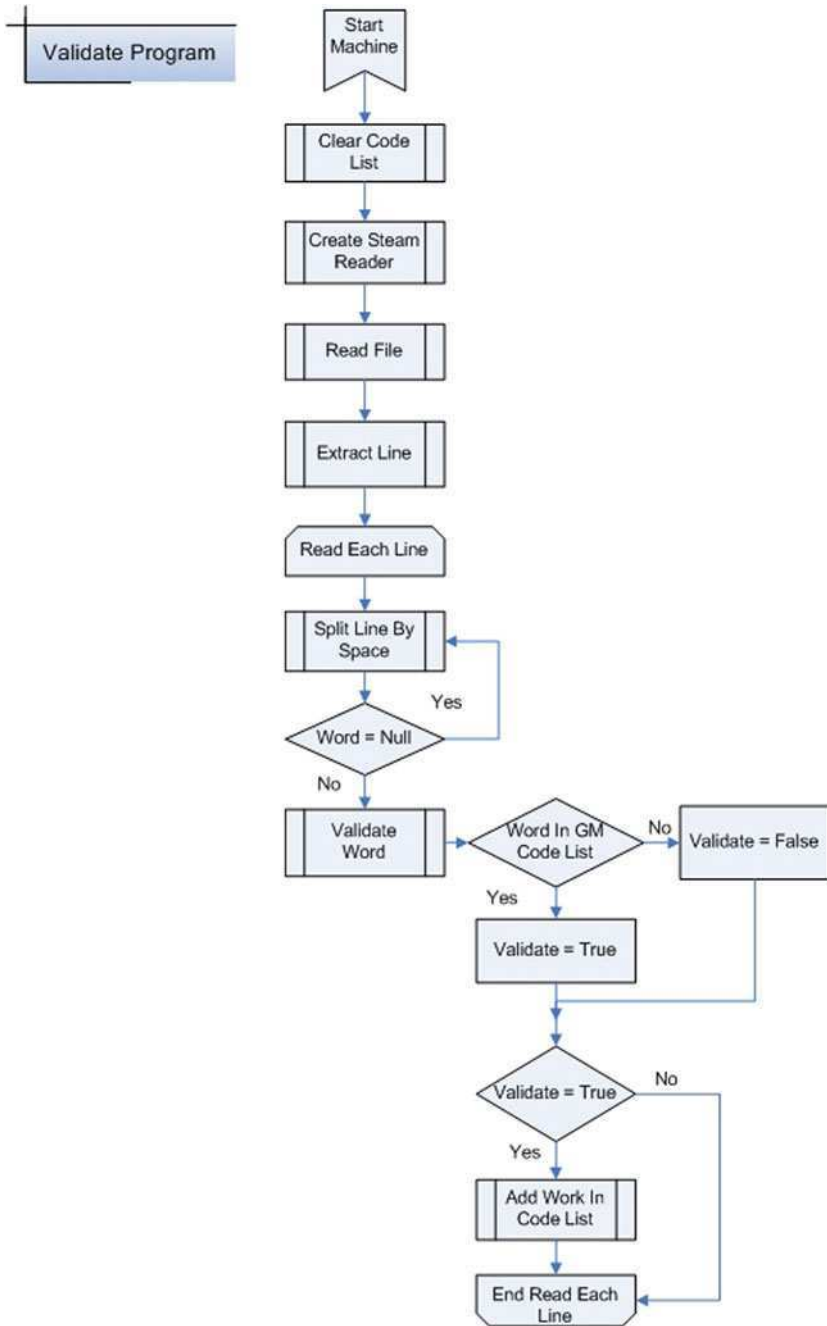 Validate Program
Start
Machine
Clear Code
List
Create Steam
Reader
Read File
Extract Line
Read Each Line
Split Line By
Space
Yes
Word = Null
No
Validate
Word
Word In GM
Code List
No
Validate = False
Yes
Validate = True
Validate = True
No
Yes
Add Work In
Code List
End Read Each
Line